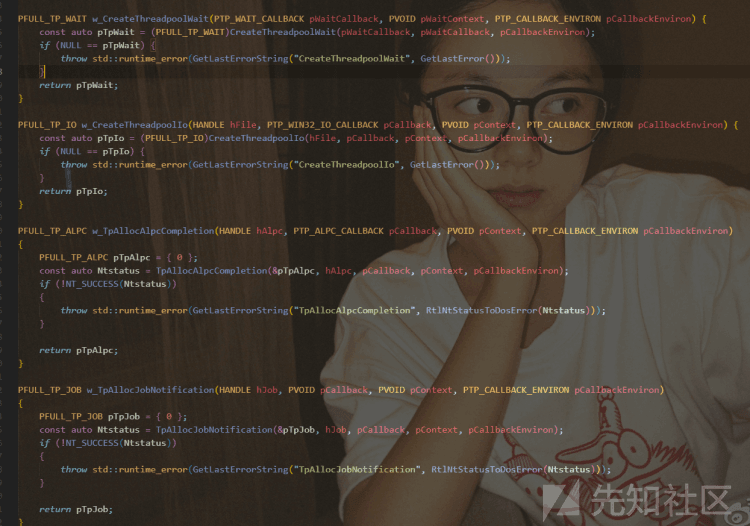 PFULL_TP_WAIT w_CreateThreadpoolWait(PTP_WAIT_CALLBACK pWaitCallback, PVOID pWaitContext, PTP_CALLBACK_ENVIRON pCallbackEnviron) {
    const auto pTpWait = (PFULL_TP_WAIT)CreateThreadpoolWait(pWaitCallback, pWaitCallback, pCallbackEnviron);
    if (NULL == pTpWait) {
        throw std::runtime_error(GetLastErrorString("CreateThreadpoolWait", GetLastError()));
    }
    return pTpWait;
}
PFULL_TP_IO w_CreateThreadpoolIo(HANDLE hFile, PTP_WIN32_IO_CALLBACK pCallback, PVOID pContext, PTP_CALLBACK_ENVIRON pCallbackEnviron) {
    const auto pTpIo = (PFULL_TP_IO)CreateThreadpoolIo(hFile, pCallback, pContext, pCallbackEnviron);
    if (NULL == pTpIo) {
        throw std::runtime_error(GetLastErrorString("CreateThreadpoolIo", GetLastError()));
    }
    return pTpIo;
}
PFULL_TP_ALPC w_TpAllocAlpcCompletion(HANDLE hAlpc, PTP_ALPC_CALLBACK pCallback, PVOID pContext, PTP_CALLBACK_ENVIRON pCallbackEnviron)
{
    PFULL_TP_ALPC pTpAlpc = { 0 };
    const auto Ntstatus = TpAllocAlpcCompletion(&pTpAlpc, hAlpc, pCallback, pContext, pCallbackEnviron);
    if (!NT_SUCCESS(Ntstatus))
    {
        throw std::runtime_error(GetLastErrorString("TpAllocAlpcCompletion", RtlNtStatusToDosError(Ntstatus)));
    }
    return pTpAlpc;
}
PFULL_TP_JOB w_TpAllocJobNotification(HANDLE hJob, PVOID pCallback, PVOID pContext, PTP_CALLBACK_ENVIRON pCallbackEnviron)
{
    PFULL_TP_JOB pTpJob = { 0 };
    const auto Ntstatus = TpAllocJobNotification(&pTpJob, hJob, pCallback, pContext, pCallbackEnviron);
    if (!NT_SUCCESS(Ntstatus))
    {
        throw std::runtime_error(GetLastErrorString("TpAllocJobNotification", RtlNtStatusToDosError(Ntstatus)));
    }
    return pTpJob;
}
先知社区